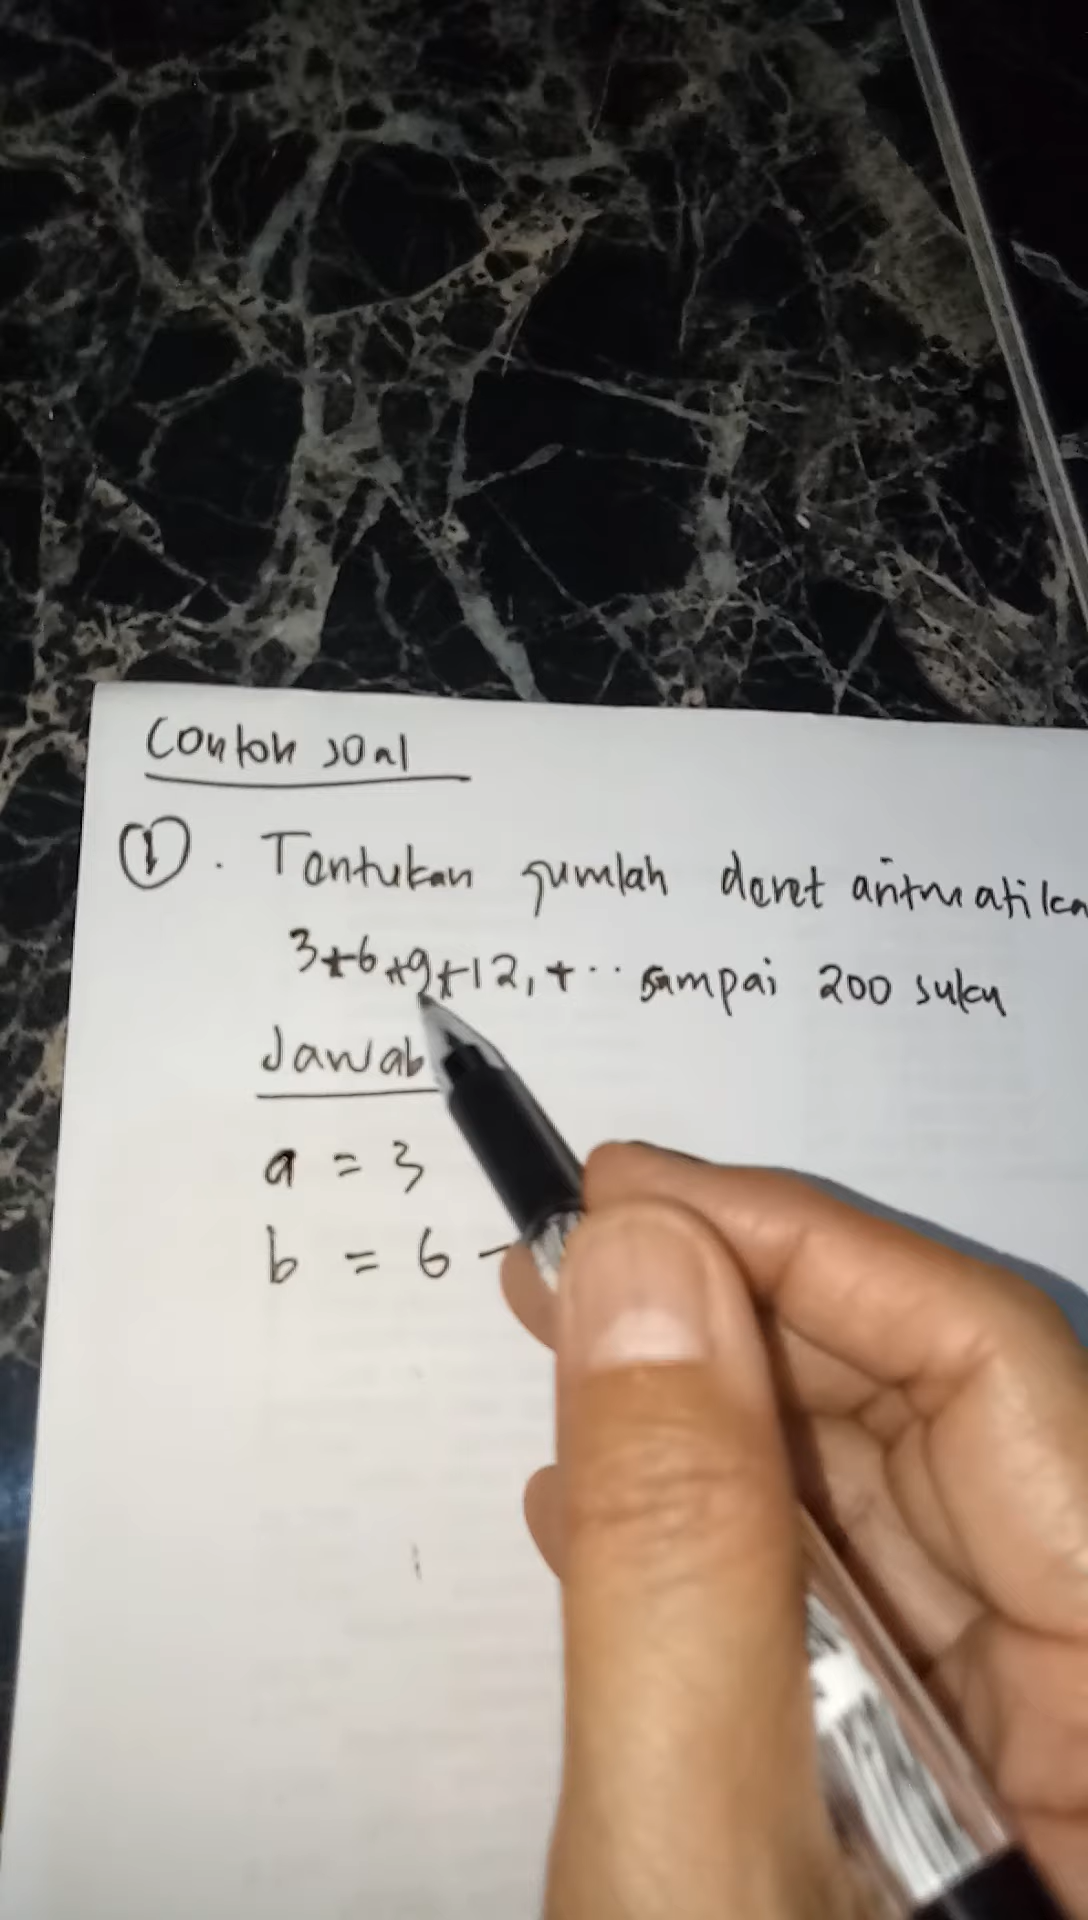 Contoh soal
1. Tentukan jumlah deret aritmatika
3+6+9+12,+... sampai 200 suku
Jawab
a = 3
b = 6 -